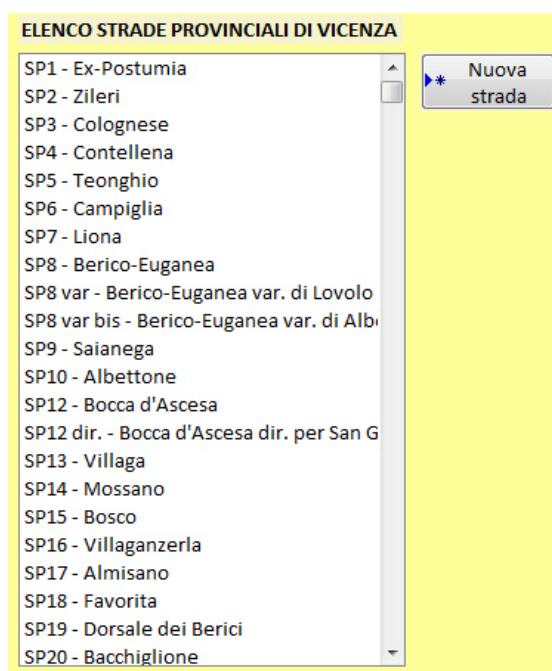 ELENCO STRADE PROVINCIALI DI VICENZA
SP1 - Ex-Postumia
SP2 - Zileri
SP3 - Colognese
SP4 - Contellena
SP5 - Teonghio
SP6 - Campiglia
SP7 - Liona
SP8 - Berico-Euganea
SP8 var - Berico-Euganea var. di Lovolo
SP8 var bis - Berico-Euganea var. di Alb
SP9 - Saianega
SP10 - Albettone
SP12 - Bocca d'Ascesa
SP12 dir. - Bocca d'Ascesa dir. per San G
SP13 - Villaga
SP14 - Mossano
SP15 - Bosco
SP16 - Villaganzerla
SP17 - Almisano
SP18 - Favorita
SP19 - Dorsale dei Berici
SP20 - Bacchiglione
Nuova
strada